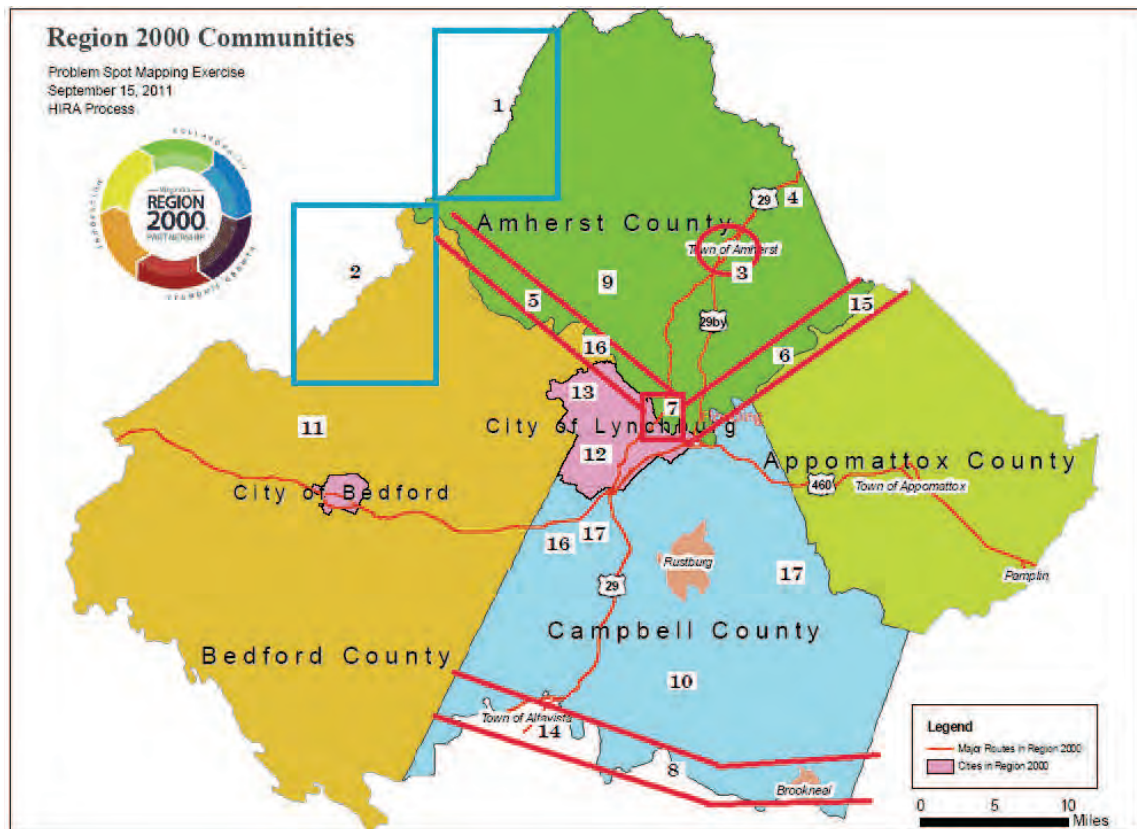 Region 2000 Communities
Problem Spot Mapping Exercise
September 15, 2011
HIRA Process
COLLABORATION
LEADERSHIP
ECONOMIC GROWTH
REGION
2000
PARTNERSHIP
1
2
29
4
Amherst County
Town of Amherst
3
9
5
29by
15
6
16
13
7
City of Lynchburg
11
12
Appomattox County
460
Town of Appomattox
City of Bedford
16
17
Rustburg
17
Pamplin
29
Campbell County
Bedford County
10
Town of Altavista
14
8
Brookneal
Legend
Major Routes in Region 2000
Cities in Region 2000
0 5 10
Miles